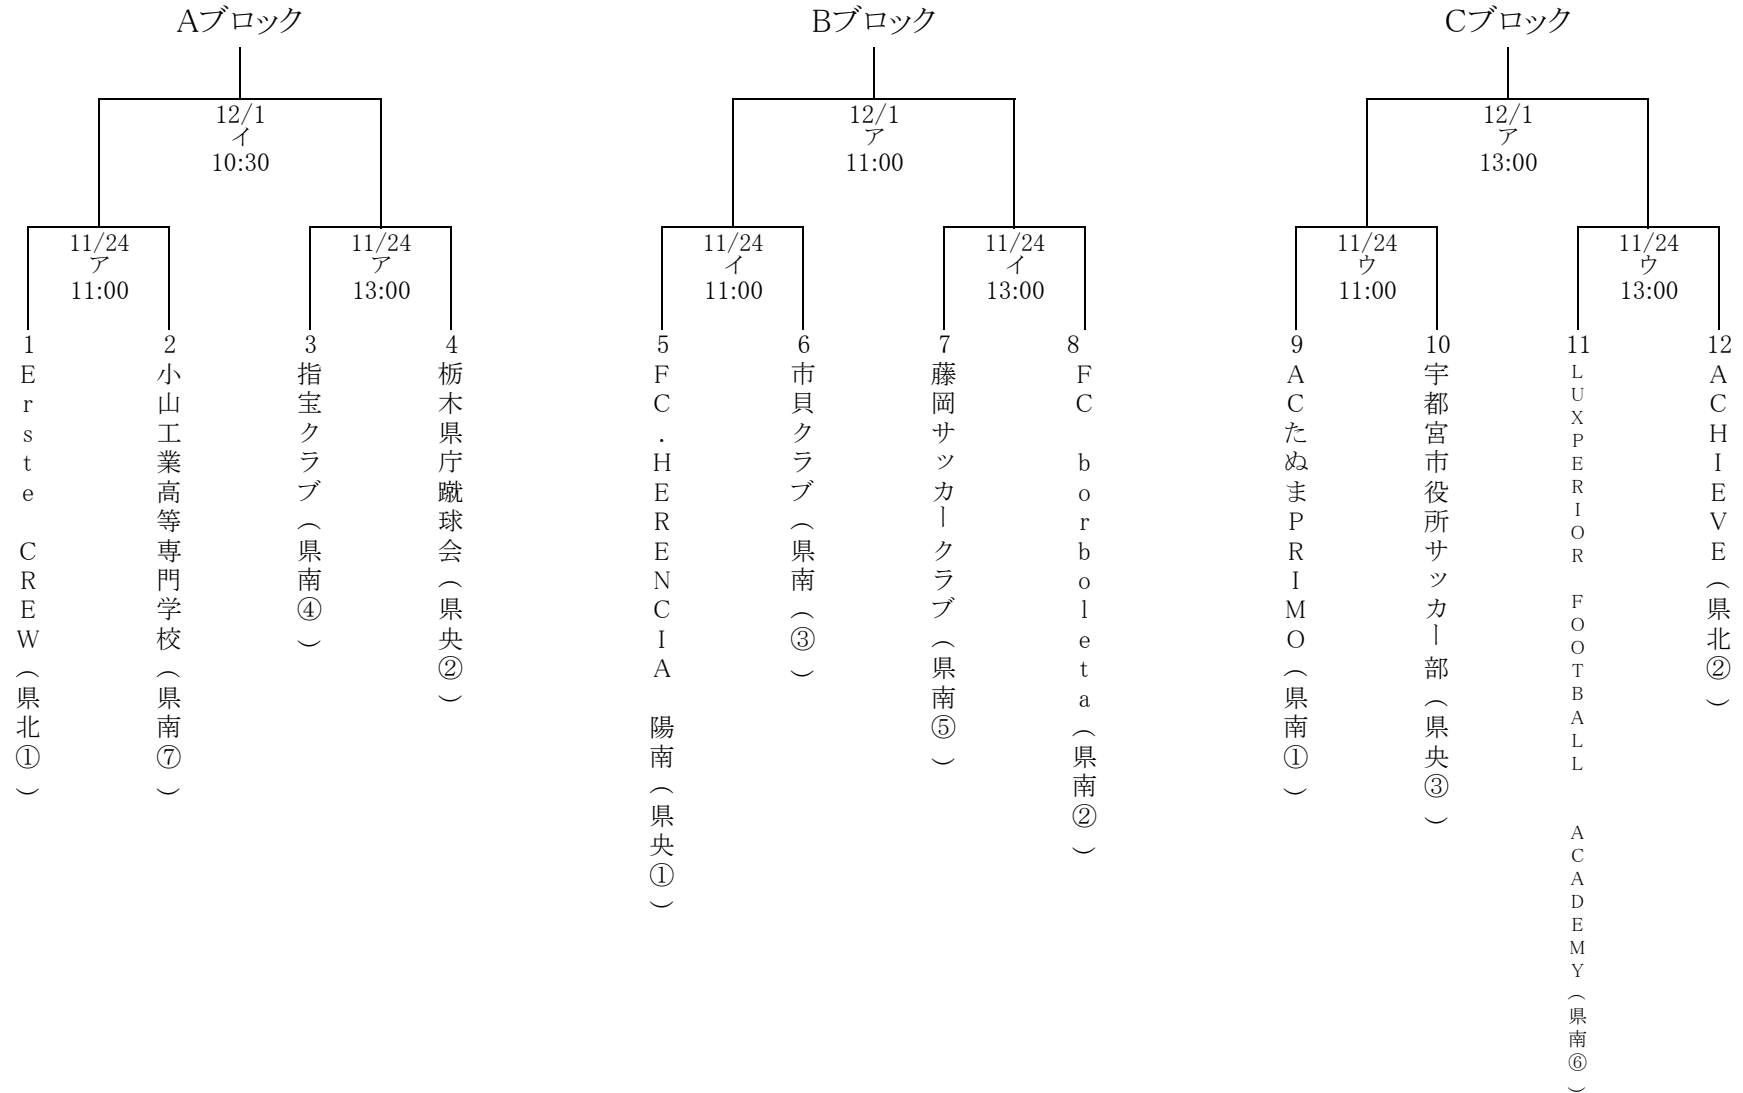 Aブロック
12/1
イ
10:30
11/24
ア
11:00
11/24
ア
13:00
1
Erste CREW(県北①)
2
小山工業高等専門学校(県南⑦)
3
指宝クラブ(県南④)
4
栃木県庁蹴球会(県央②)
Bブロック
12/1
ア
11:00
11/24
イ
11:00
11/24
イ
13:00
5
FC.HERENCIA 陽南(県央①)
6
市貝クラブ(県南(③)
7
藤岡サッカークラブ(県南⑤)
8
FC borboleta(県南②)
Cブロック
12/1
ア
13:00
11/24
ウ
11:00
11/24
ウ
13:00
9
ACたぬまPRIMO(県南①)
10
宇都宮市役所サッカー部(県央③)
11
LUXPERIOR FOOTBALL ACADEMY(県南⑥)
12
ACHIEVE(県北②)